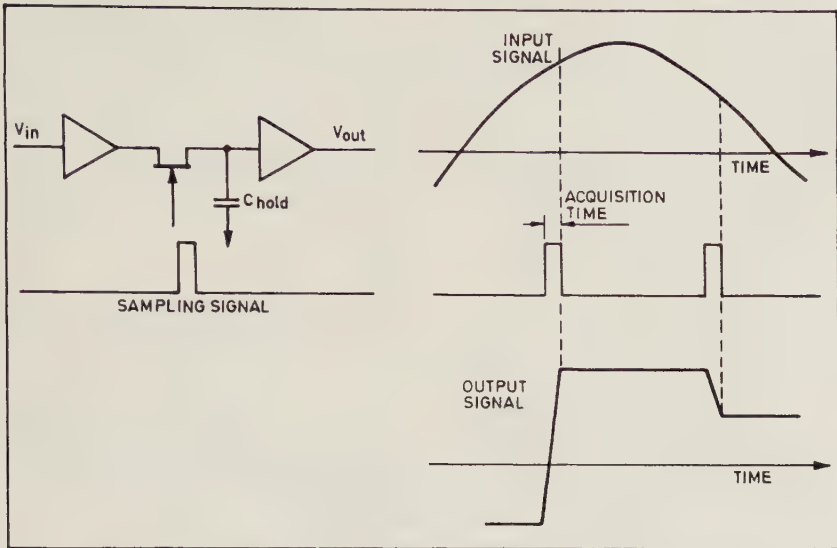 Vin
Vout
Chold
SAMPLING SIGNAL
INPUT
SIGNAL
TIME
ACQUISITION
TIME
OUTPUT
SIGNAL
TIME